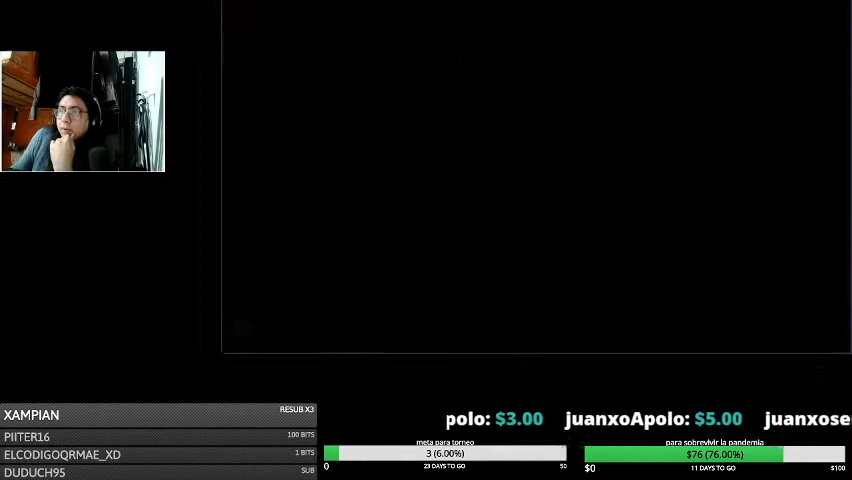 XAMPIAN RESUB X3
PIITER16 100 BITS
ELCODIGOQRMAE_XD 1 BITS
DUDUCH95 SUB
polo: $3.00 juanxoApolo: $5.00 juanxose
meta para torneo
3 (6.00%)
0 23 DAYS TO GO 50
para sobrevivir la pandemia
$76 (76.00%)
$0 11 DAYS TO GO $100